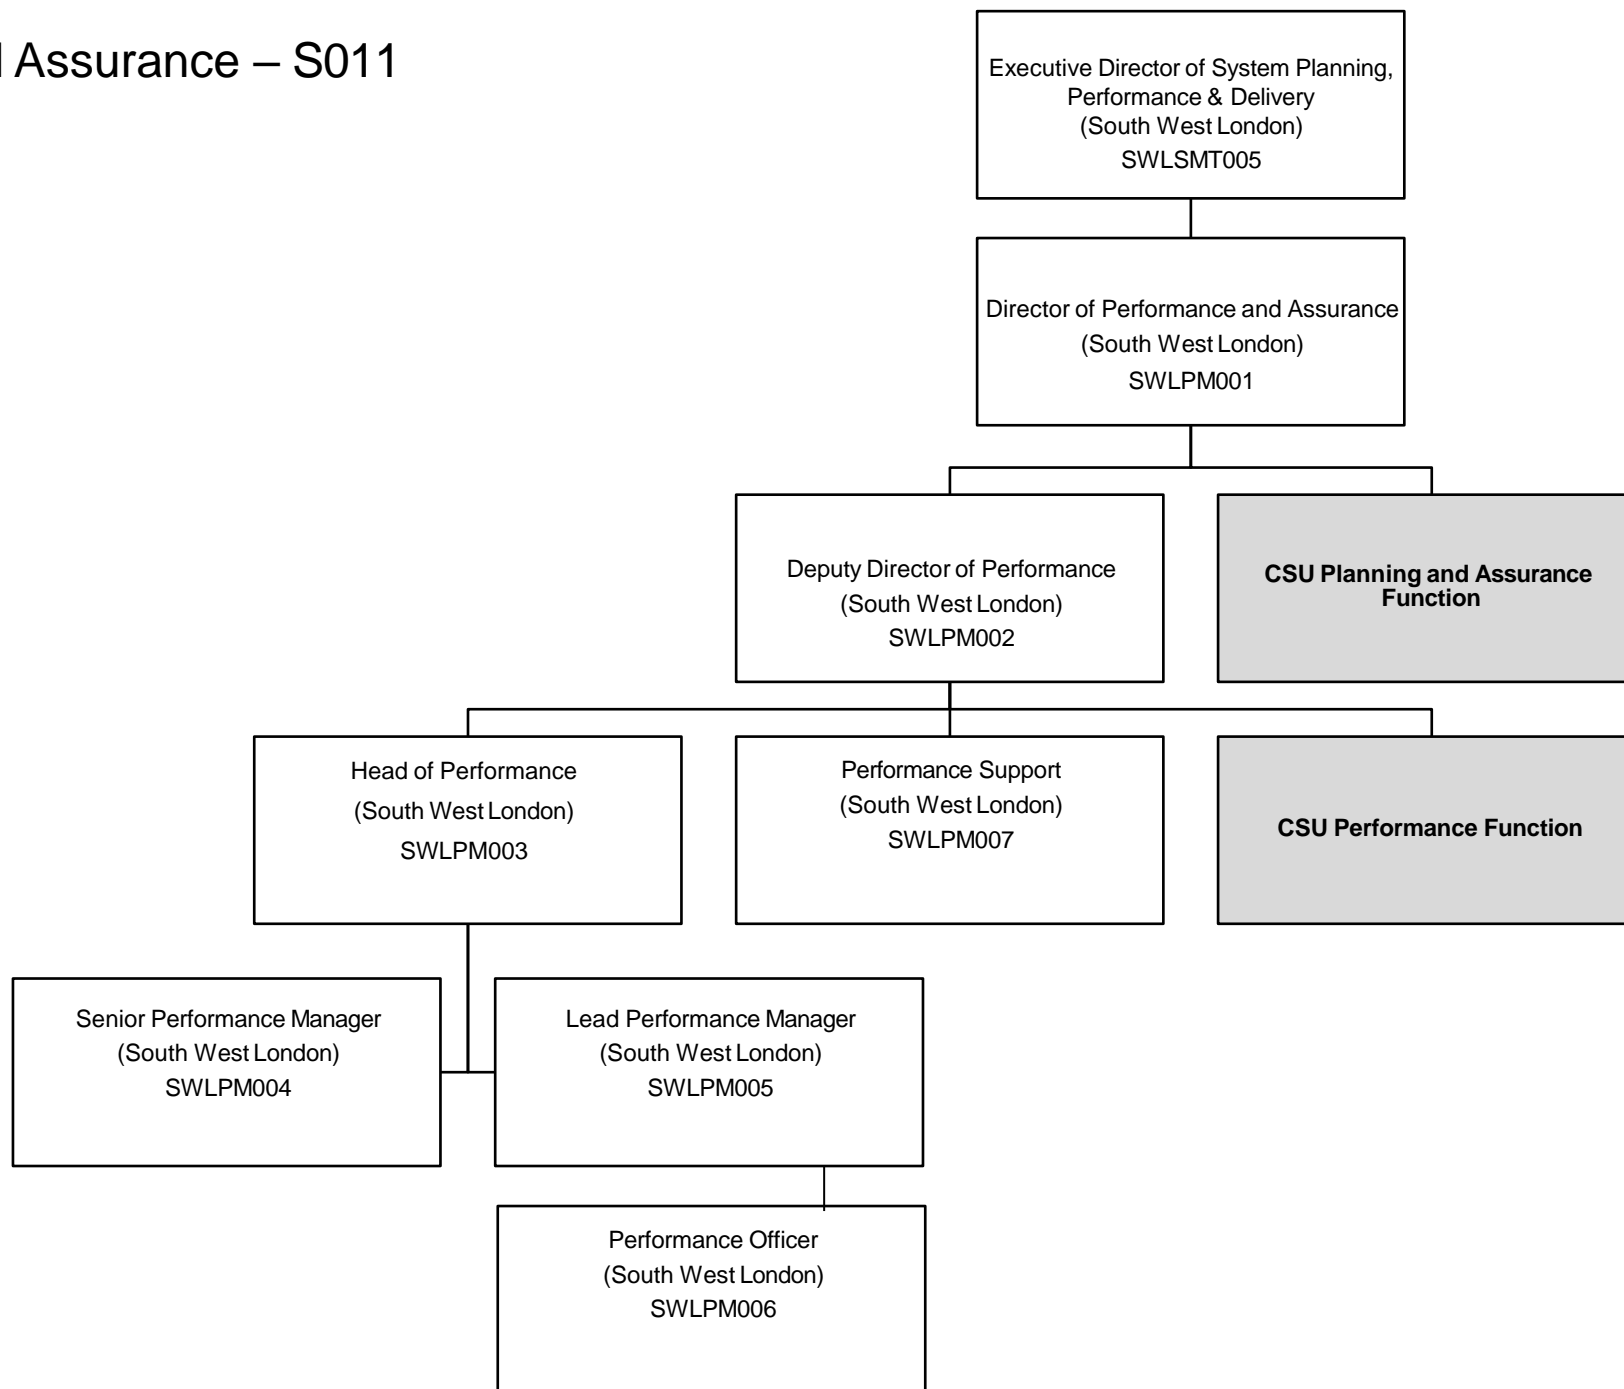 Assurance – S011
Executive Director of System Planning,
Performance & Delivery
(South West London)
SWLSMT005
Director of Performance and Assurance
(South West London)
SWLPM001
Deputy Director of Performance
(South West London)
SWLPM002
CSU Planning and Assurance
Function
Head of Performance
(South West London)
SWLPM003
Performance Support
(South West London)
SWLPM007
CSU Performance Function
Senior Performance Manager
(South West London)
SWLPM004
Lead Performance Manager
(South West London)
SWLPM005
Performance Officer
(South West London)
SWLPM006